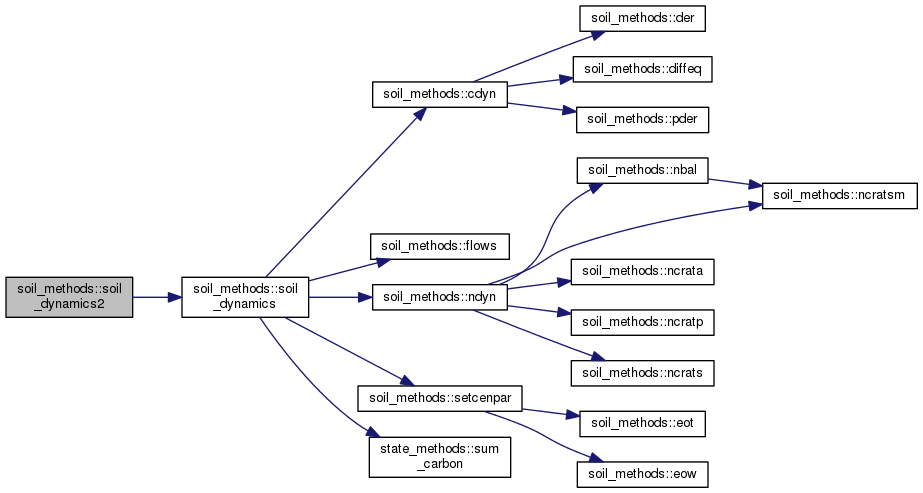 soil_methods::soil
_dynamics2
soil_methods::soil
_dynamics
soil_methods::cdyn
soil_methods::der
soil_methods::diffeq
soil_methods::pder
soil_methods::flows
soil_methods::ndyn
soil_methods::nbal
soil_methods::ncratsm
soil_methods::ncrata
soil_methods::ncratp
soil_methods::ncrats
soil_methods::setcenpar
soil_methods::eot
soil_methods::eow
state_methods::sum
_carbon